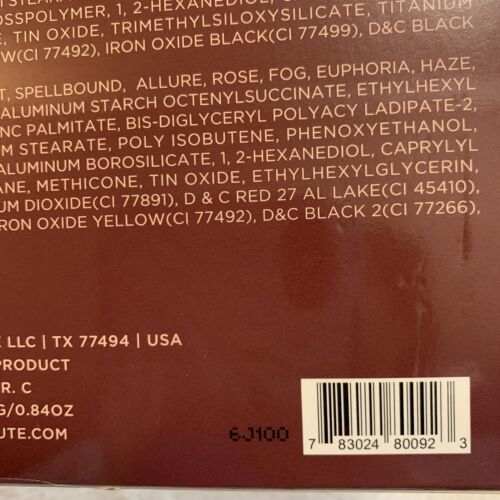 OSSPOLYMER, 1, 2-HEXANEDIOL,
E, TIN OXIDE, TRIMETHYLSILOXYSILICATE, TITANIUM
W(CI 77492), IRON OXIDE BLACK(CI 77499), D&C BLACK
T, SPELLBOUND, ALLURE, ROSE, FOG, EUPHORIA, HAZE,
ALUMINUM STARCH OCTENYLSUCCINATE, ETHYLHEXYL
NC PALMITATE, BIS-DIGLYCERYL POLYACY LADIPATE-2,
M STEARATE, POLY ISOBUTENE, PHENOXYETHANOL,
ALUMINUM BOROSILICATE, 1, 2-HEXANEDIOL, CAPRYLYL
ANE, METHICONE, TIN OXIDE, ETHYLHEXYLGLYCERIN,
UM DIOXIDE(CI 77891), D & C RED 27 AL LAKE(CI 45410),
IRON OXIDE YELLOW(CI 77492), D&C BLACK 2(CI 77266),
LLC | TX 77494 | USA
PRODUCT
R. C
G/0.84OZ
UTE.COM
6J100
7 83024 80092 3